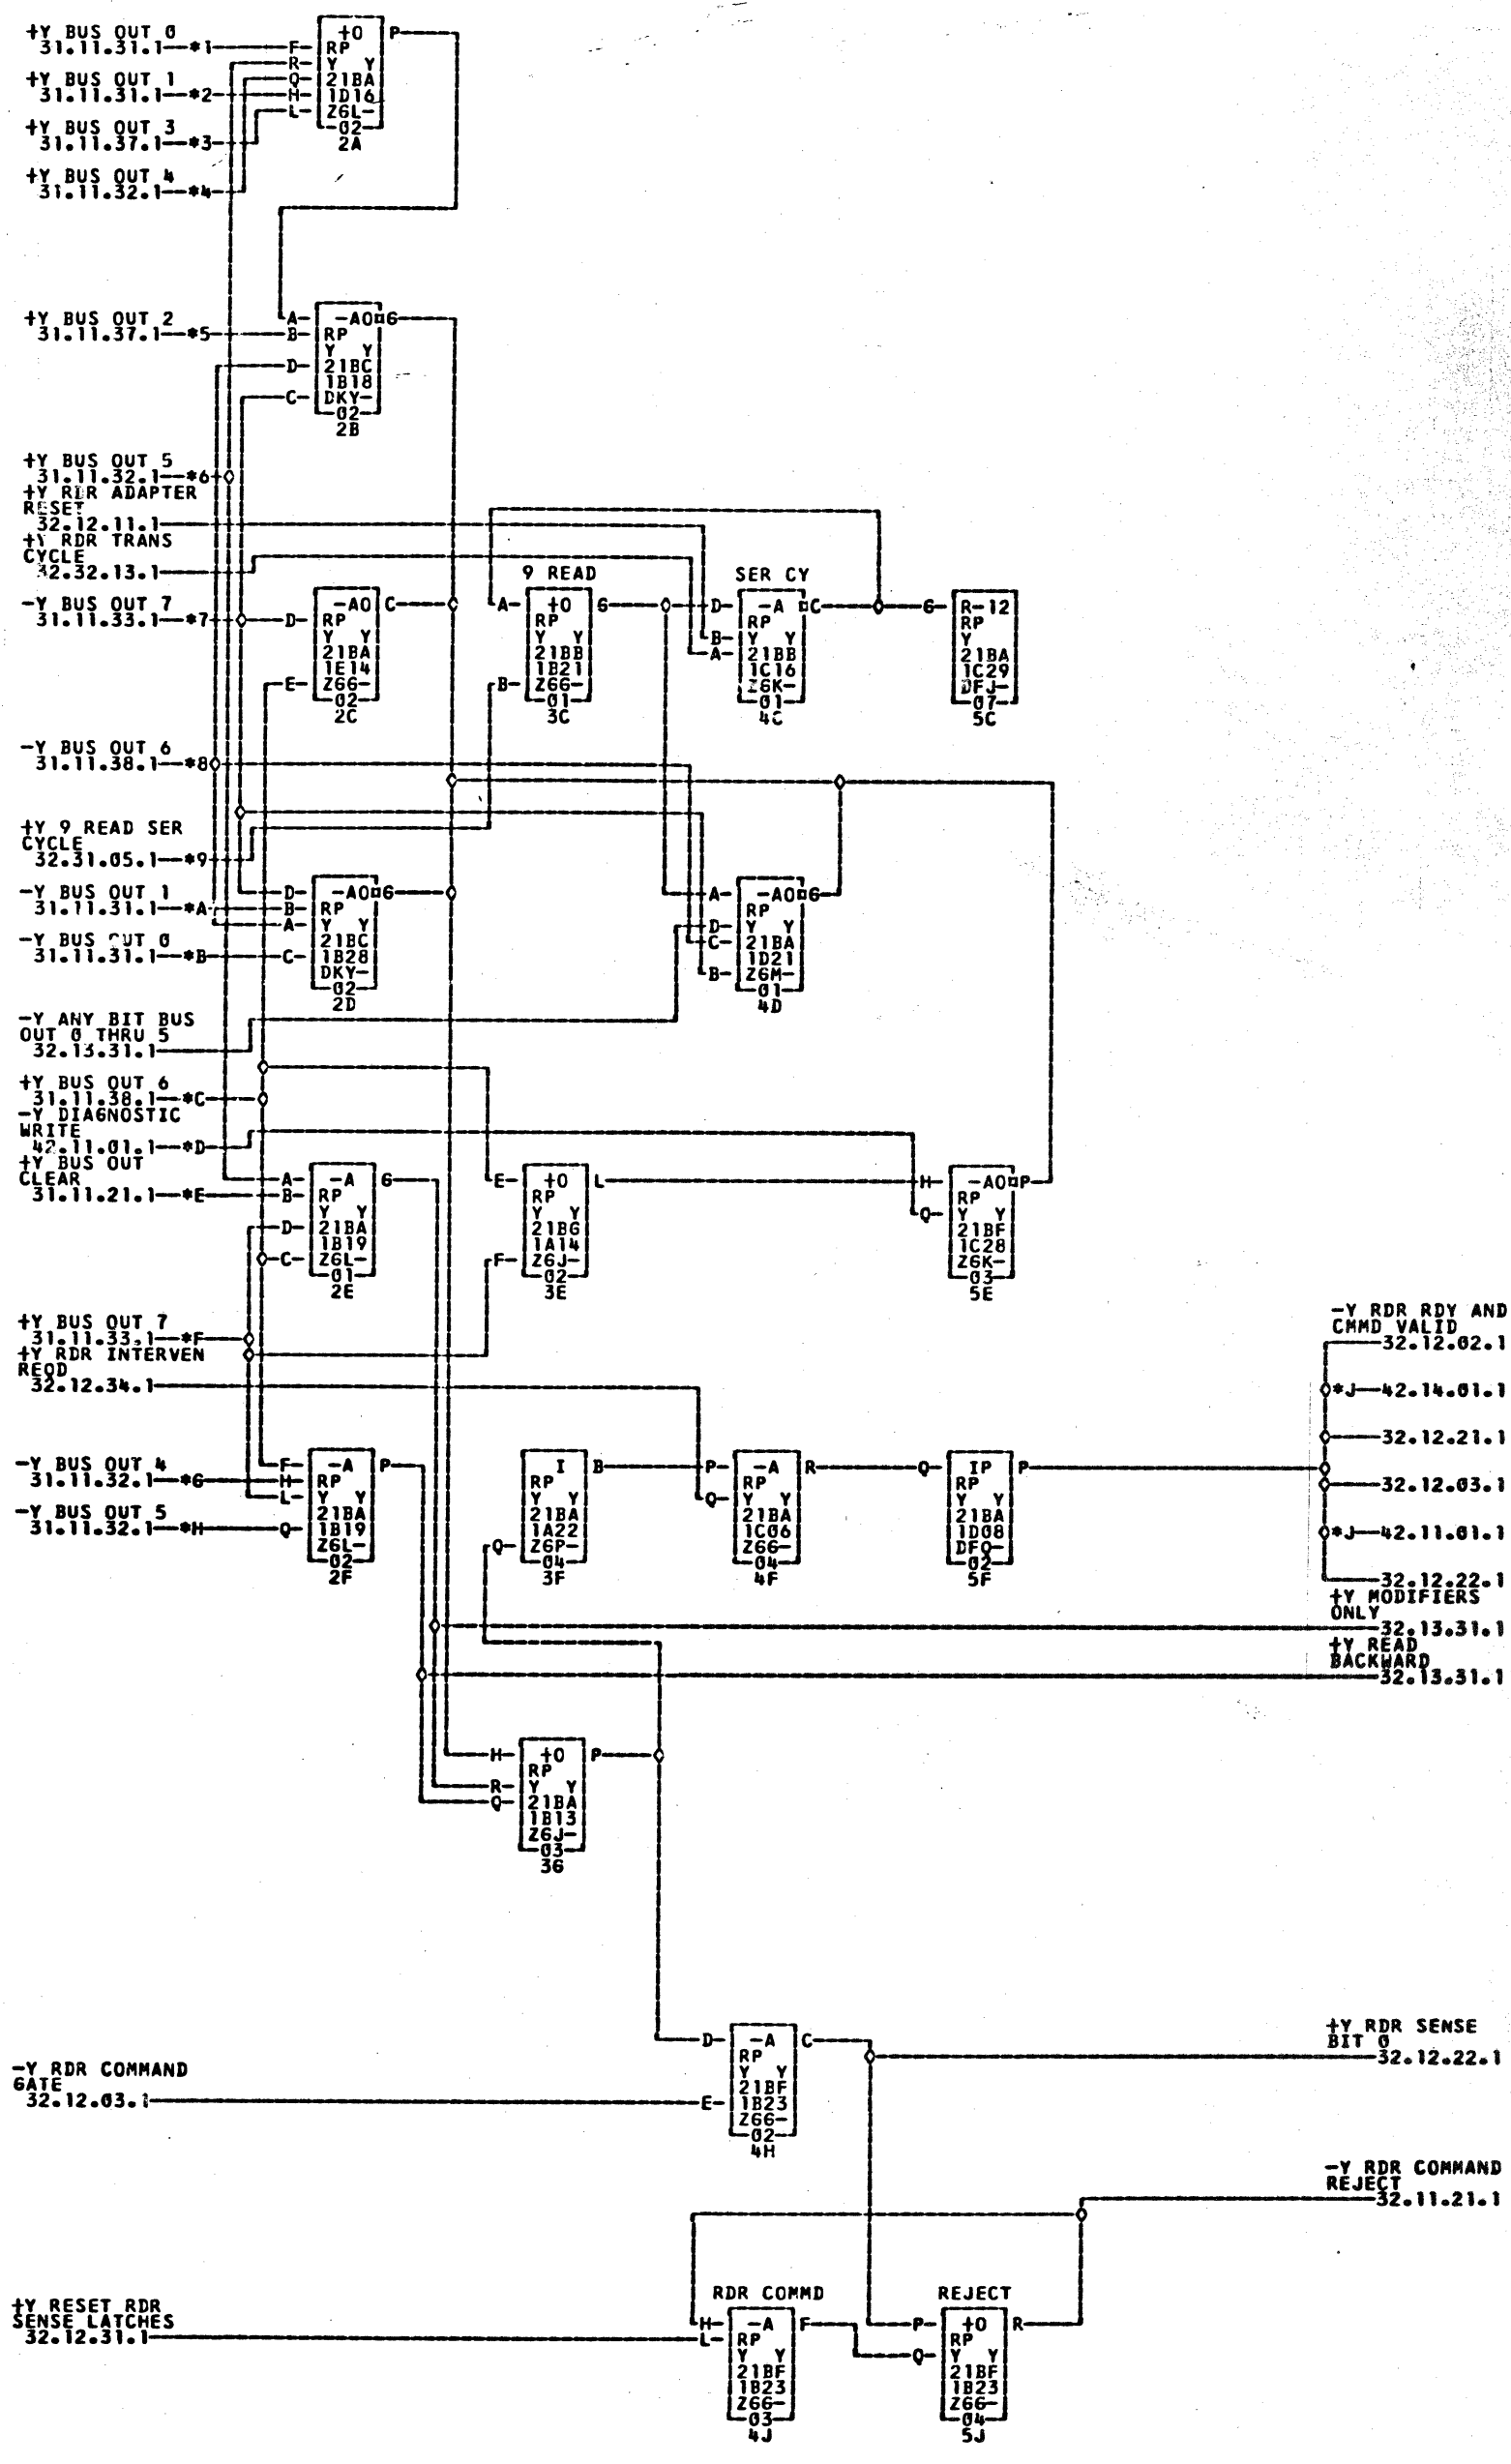 +Y BUS OUT 0
31.11.31.1—*1
+Y BUS OUT 1
31.11.31.1—*2
+Y BUS OUT 3
31.11.37.1—*3
+Y BUS OUT 4
31.11.32.1—*4
F
R
Q
H
L
+O P
RP
Y Y
21BA
1D16
Z6L-
02
2A
+Y BUS OUT 2
31.11.37.1—*5
A
B
D
C
-AO G
RP
Y Y
21BC
1B18
DKY-
02
2B
+Y BUS OUT 5
31.11.32.1—*6
+Y RDR ADAPTER
RESET
32.12.11.1
+Y RDR TRANS
CYCLE
32.32.13.1
-Y BUS OUT 7
31.11.33.1—*7
D
E
-AO C
RP
Y Y
21BA
1E14
Z66-
02
2C
9 READ
A
B
+O G
RP
Y Y
21BB
1B21
Z66-
01
3C
SER CY
D
B
A
-A C
RP
Y Y
21BB
1C16
Z6K-
01
4C
G
R-12
RP
Y
21BA
1C29
DFJ-
07
5C
-Y BUS OUT 6
31.11.38.1—*8
+Y 9 READ SER
CYCLE
32.31.05.1—*9
-Y BUS OUT 1
31.11.31.1—*A
-Y BUS OUT 0
31.11.31.1—*B
D
B
A
C
-AO G
RP
Y Y
21BC
1B28
DKY-
02
2D
A
D
C
B
-AO G
RP
Y Y
21BA
1D21
Z6M-
01
4D
-Y ANY BIT BUS
OUT 0 THRU 5
32.13.31.1
+Y BUS OUT 6
31.11.38.1—*C
-Y DIAGNOSTIC
WRITE
42.11.01.1—*D
+Y BUS OUT
CLEAR
31.11.21.1—*E
A
B
D
C
-A G
RP
Y Y
21BA
1B19
Z6L-
01
2E
E
F
+O L
RP
Y Y
21BG
1A14
Z6J-
02
3E
H
Q
-AO P
RP
Y Y
21BF
1C28
Z6K-
03
5E
+Y BUS OUT 7
31.11.33.1—*F
+Y RDR INTERVEN
REQD
32.12.34.1
-Y BUS OUT 4
31.11.32.1—*G
-Y BUS OUT 5
31.11.32.1—*H
F
H
L
Q
-A P
RP
Y Y
21BA
1B19
Z6L-
02
2F
Q
I B
RP
Y Y
21BA
1A22
Z6P-
04
3F
P
Q
-A R
RP
Y Y
21BA
1C06
Z66-
04
4F
Q
IP P
RP
Y Y
21BA
1D08
DFQ-
02
5F
-Y RDR RDY AND
CMMD VALID
32.12.02.1
*J—42.14.01.1
32.12.21.1
32.12.03.1
*J—42.11.01.1
32.12.22.1
+Y MODIFIERS
ONLY
32.13.31.1
+Y READ
BACKWARD
32.13.31.1
H
R
Q
+O P
RP
Y Y
21BA
1B13
Z6J-
03
3G
-Y RDR COMMAND
GATE
32.12.03.1
D
E
-A C
RP
Y Y
21BF
1B23
Z66-
02
4H
+Y RDR SENSE
BIT 0
32.12.22.1
-Y RDR COMMAND
REJECT
32.11.21.1
+Y RESET RDR
SENSE LATCHES
32.12.31.1
RDR COMMD
H
L
-A F
RP
Y Y
21BF
1B23
Z66-
03
4J
REJECT
P
Q
+O R
RP
Y Y
21BF
1B23
Z66-
04
5J